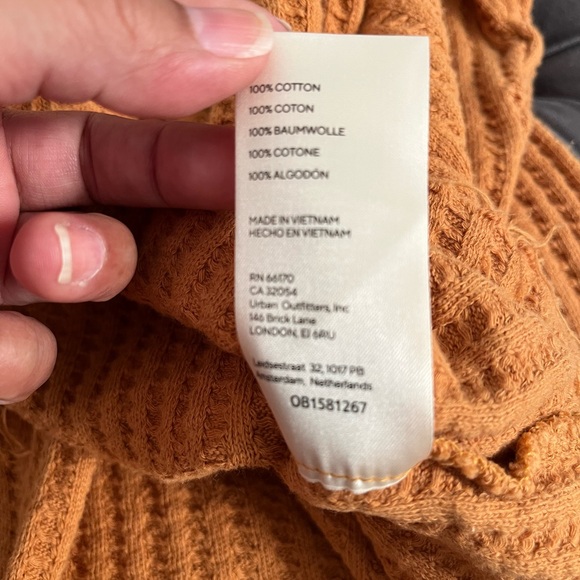 100% COTTON
100% COTON
100% BAUMWOLLE
100% COTONE
100% ALGODÓN
MADE IN VIETNAM
HECHO EN VIETNAM
RN 66170
CA 32054
Urban Outfitters, Inc
146 Brick Lane
LONDON, E1 6RU
Leidsestraat 32, 1017 PB
Amsterdam, Netherlands
OB1581267